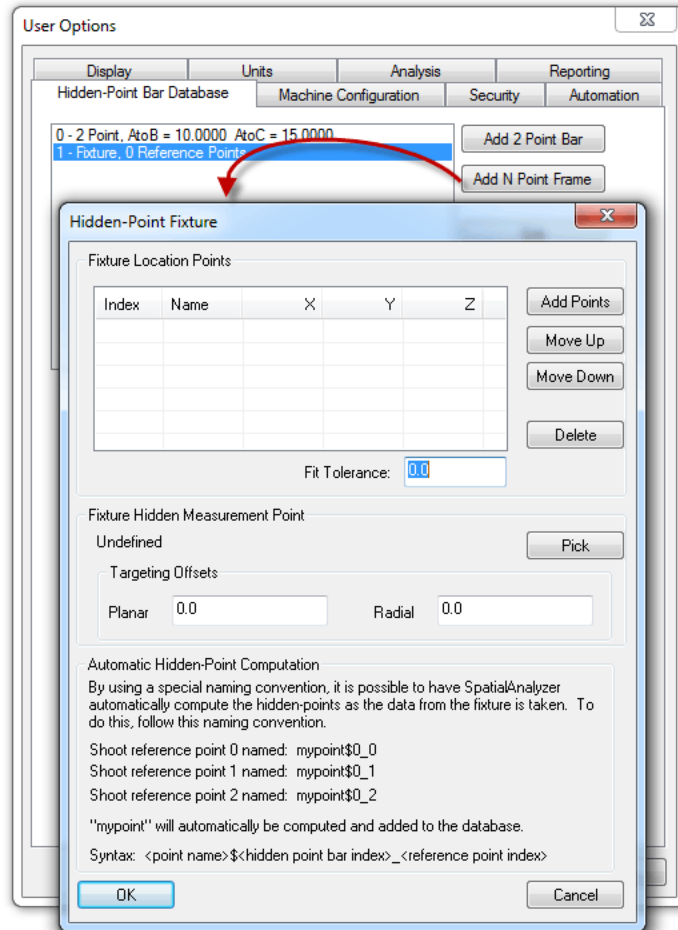 User Options
Display Units Analysis Reporting
Hidden-Point Bar Database Machine Configuration Security Automation
0 - 2 Point, AtoB = 10.0000 AtoC = 15.0000
1 - Fixture, 0 Reference Points
Add 2 Point Bar
Add N Point Frame
Hidden-Point Fixture
Fixture Location Points
Index Name X Y Z
Add Points
Move Up
Move Down
Delete
Fit Tolerance: 0.0
Fixture Hidden Measurement Point
Undefined
Pick
Targeting Offsets
Planar 0.0 Radial 0.0
Automatic Hidden-Point Computation
By using a special naming convention, it is possible to have SpatialAnalyzer
automatically compute the hidden-points as the data from the fixture is taken. To
do this, follow this naming convention.
Shoot reference point 0 named: mypoint$0_0
Shoot reference point 1 named: mypoint$0_1
Shoot reference point 2 named: mypoint$0_2
"mypoint" will automatically be computed and added to the database.
Syntax: <point name>$<hidden point bar index>_<reference point index>
OK Cancel